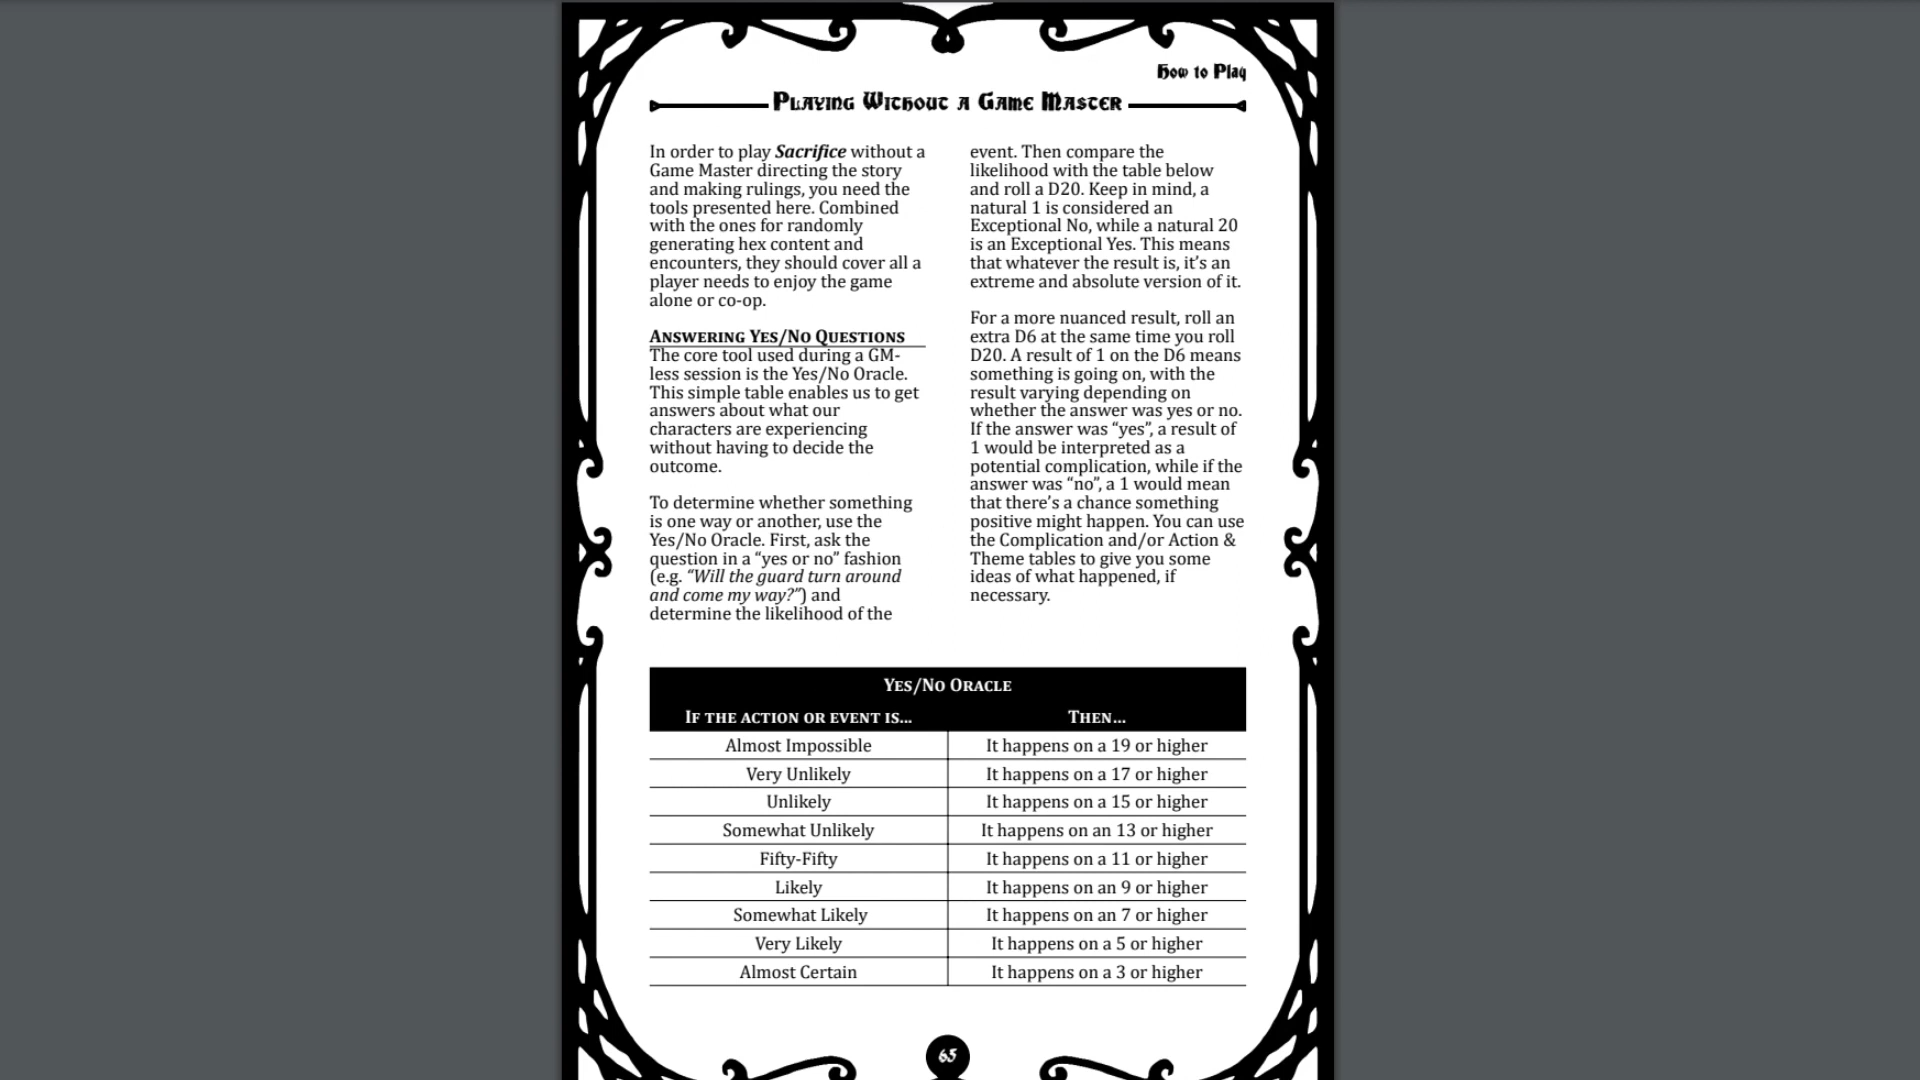 How to Play
Playing Without a Game Master
In order to play Sacrifice without a
Game Master directing the story
and making rulings, you need the
tools presented here. Combined
with the ones for randomly
generating hex content and
encounters, they should cover all a
player needs to enjoy the game
alone or co-op.
Answering Yes/No Questions
The core tool used during a GM-
less session is the Yes/No Oracle.
This simple table enables us to get
answers about what our
characters are experiencing
without having to decide the
outcome.
To determine whether something
is one way or another, use the
Yes/No Oracle. First, ask the
question in a “yes or no” fashion
(e.g. “Will the guard turn around
and come my way?”) and
determine the likelihood of the
event. Then compare the
likelihood with the table below
and roll a D20. Keep in mind, a
natural 1 is considered an
Exceptional No, while a natural 20
is an Exceptional Yes. This means
that whatever the result is, it’s an
extreme and absolute version of it.
For a more nuanced result, roll an
extra D6 at the same time you roll
D20. A result of 1 on the D6 means
something is going on, with the
result varying depending on
whether the answer was yes or no.
If the answer was “yes”, a result of
1 would be interpreted as a
potential complication, while if the
answer was “no”, a 1 would mean
that there’s a chance something
positive might happen. You can use
the Complication and/or Action &
Theme tables to give you some
ideas of what happened, if
necessary.
Yes/No Oracle
If the action or event is... Then...
Almost Impossible It happens on a 19 or higher
Very Unlikely It happens on a 17 or higher
Unlikely It happens on a 15 or higher
Somewhat Unlikely It happens on an 13 or higher
Fifty-Fifty It happens on a 11 or higher
Likely It happens on an 9 or higher
Somewhat Likely It happens on an 7 or higher
Very Likely It happens on a 5 or higher
Almost Certain It happens on a 3 or higher
65